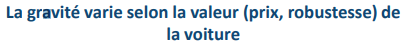 La gravité varie selon la valeur (prix, robustesse) de
la voiture